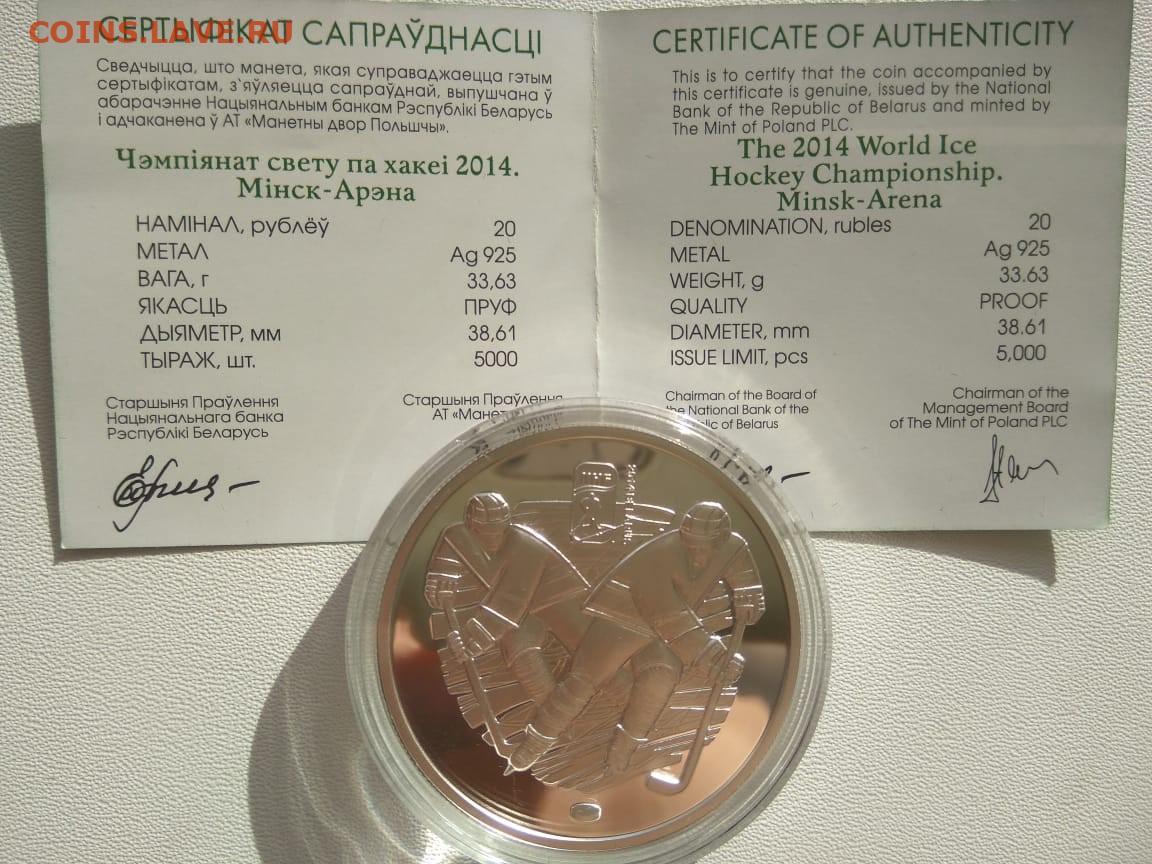 COINS.LAVE.RU
СЕРТЫФІКАТ САПРАЎДНАСЦІ
Сведчыцца, што манета, якая суправаджаецца гэтым
сертыфікатам, з`яўляецца сапраўднай, выпушчана ў
абарачэнне Нацыянальным банкам Рэспублікі Беларусь
і адчаканена ў АТ «Манетны двор Польшчы».
Чэмпіянат свету па хакеі 2014.
Мінск-Арэна
НАМІНАЛ, рублёў 20
МЕТАЛ Ag 925
ВАГА, г 33,63
ЯКАСЦЬ ПРУФ
ДЫЯМЕТР, мм 38,61
ТЫРАЖ, шт. 5000
Старшыня Праўлення
Нацыянальнага банка
Рэспублікі Беларусь
Старшыня Праўлення
АТ «Манет
CERTIFICATE OF AUTHENTICITY
This is to certify that the coin accompanied by
this certificate is genuine, issued by the National
Bank of the Republic of Belarus and minted by
The Mint of Poland PLC.
The 2014 World Ice
Hockey Championship.
Minsk-Arena
DENOMINATION, rubles 20
METAL Ag 925
WEIGHT, g 33.63
QUALITY PROOF
DIAMETER, mm 38.61
ISSUE LIMIT, pcs 5,000
Chairman of the Board of
the National Bank of the
lic of Belarus
Chairman of the
Management Board
of The Mint of Poland PLC